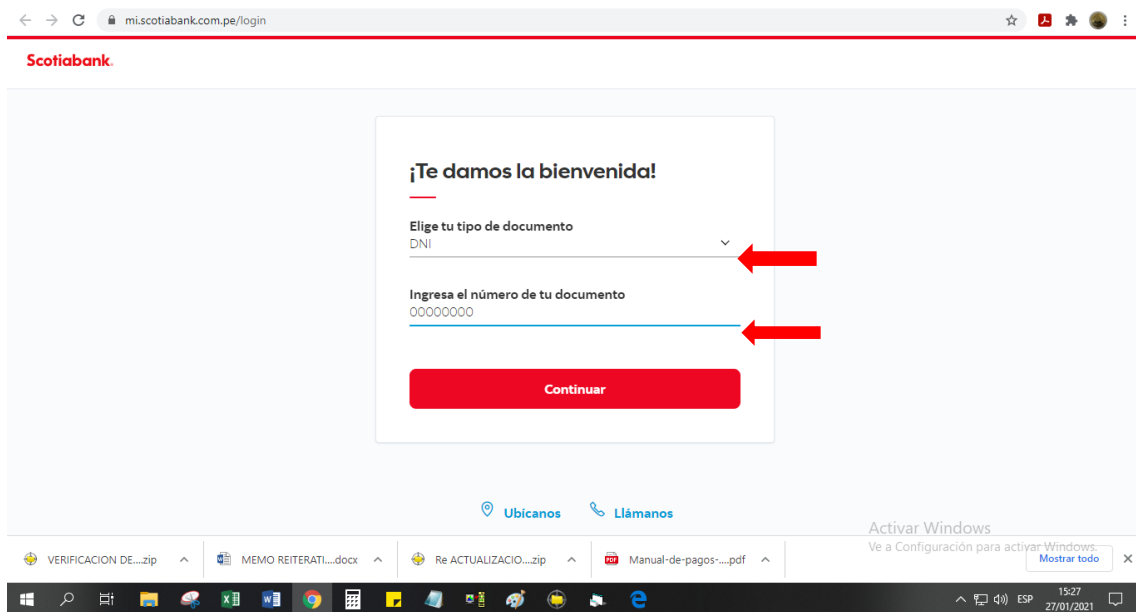 mi.scotiabank.com.pe/login
Scotiabank.
¡Te damos la bienvenida!
Elige tu tipo de documento
DNI
Ingresa el número de tu documento
00000000
Continuar
Ubícanos
Llámanos
Activar Windows
Ve a Configuración para activar Windows.
VERIFICACION DE....zip
MEMO REITERATI....docx
Re ACTUALIZACIO....zip
PDF
Manual-de-pagos-....pdf
Mostrar todo
ESP
15:27
27/01/2021